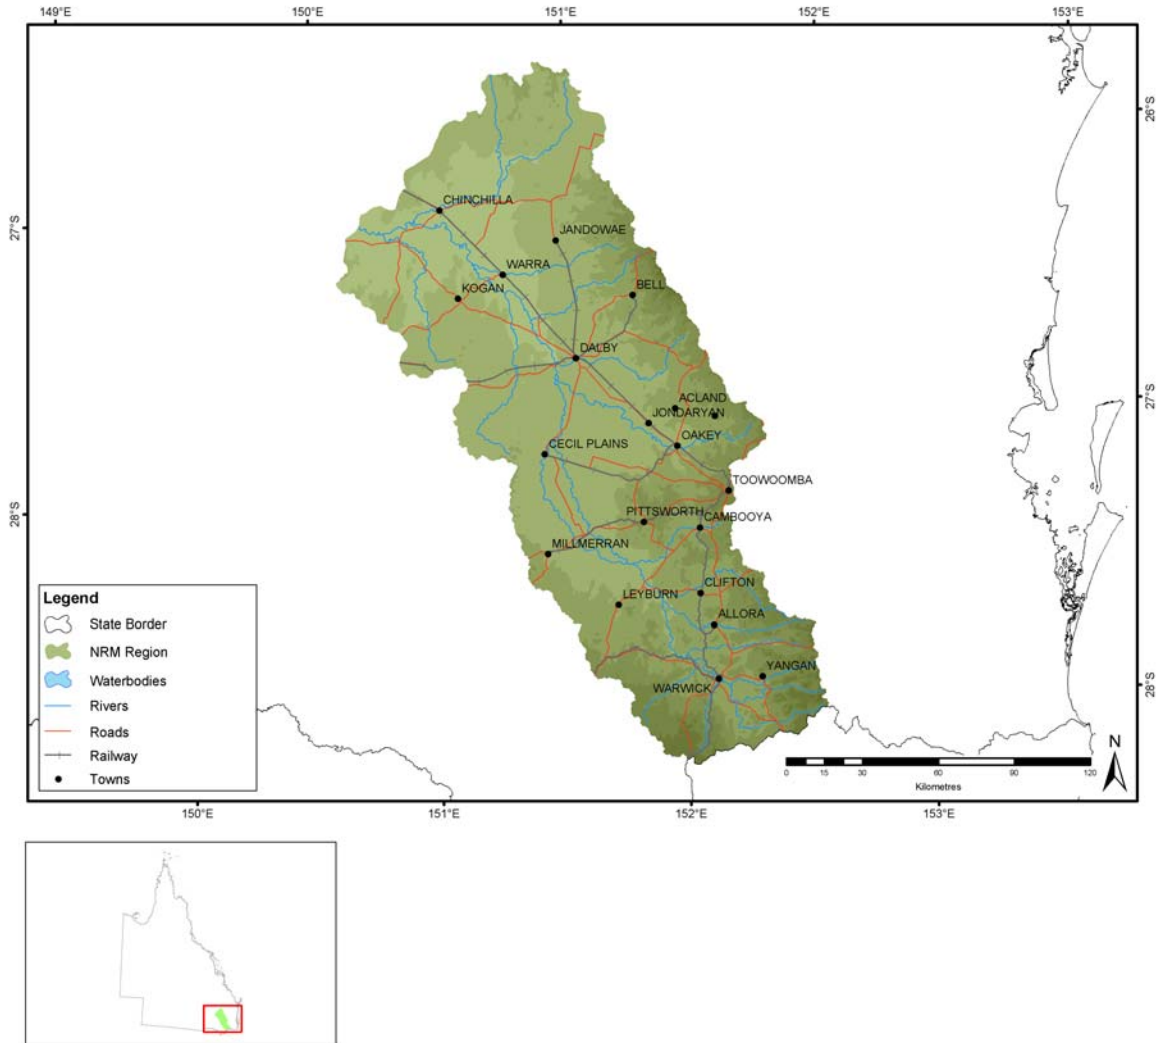 149°E
150°E
151°E
152°E
153°E
26°S
27°S
27°S
27°S
28°S
28°S
CHINCHILLA
JANDOWAE
WARRA
KOGAN
BELL
DALBY
ACLAND
JONDARYAN
OAKEY
CECIL PLAINS
TOOWOOMBA
PITTSWORTH
CAMBOOYA
MILLMERRAN
CLIFTON
LEYBURN
ALLORA
YANGAN
WARWICK
Legend
State Border
NRM Region
Waterbodies
Rivers
Roads
Railway
Towns
N
0 15 30 60 90 120
Kilometres
150°E
151°E
152°E
153°E